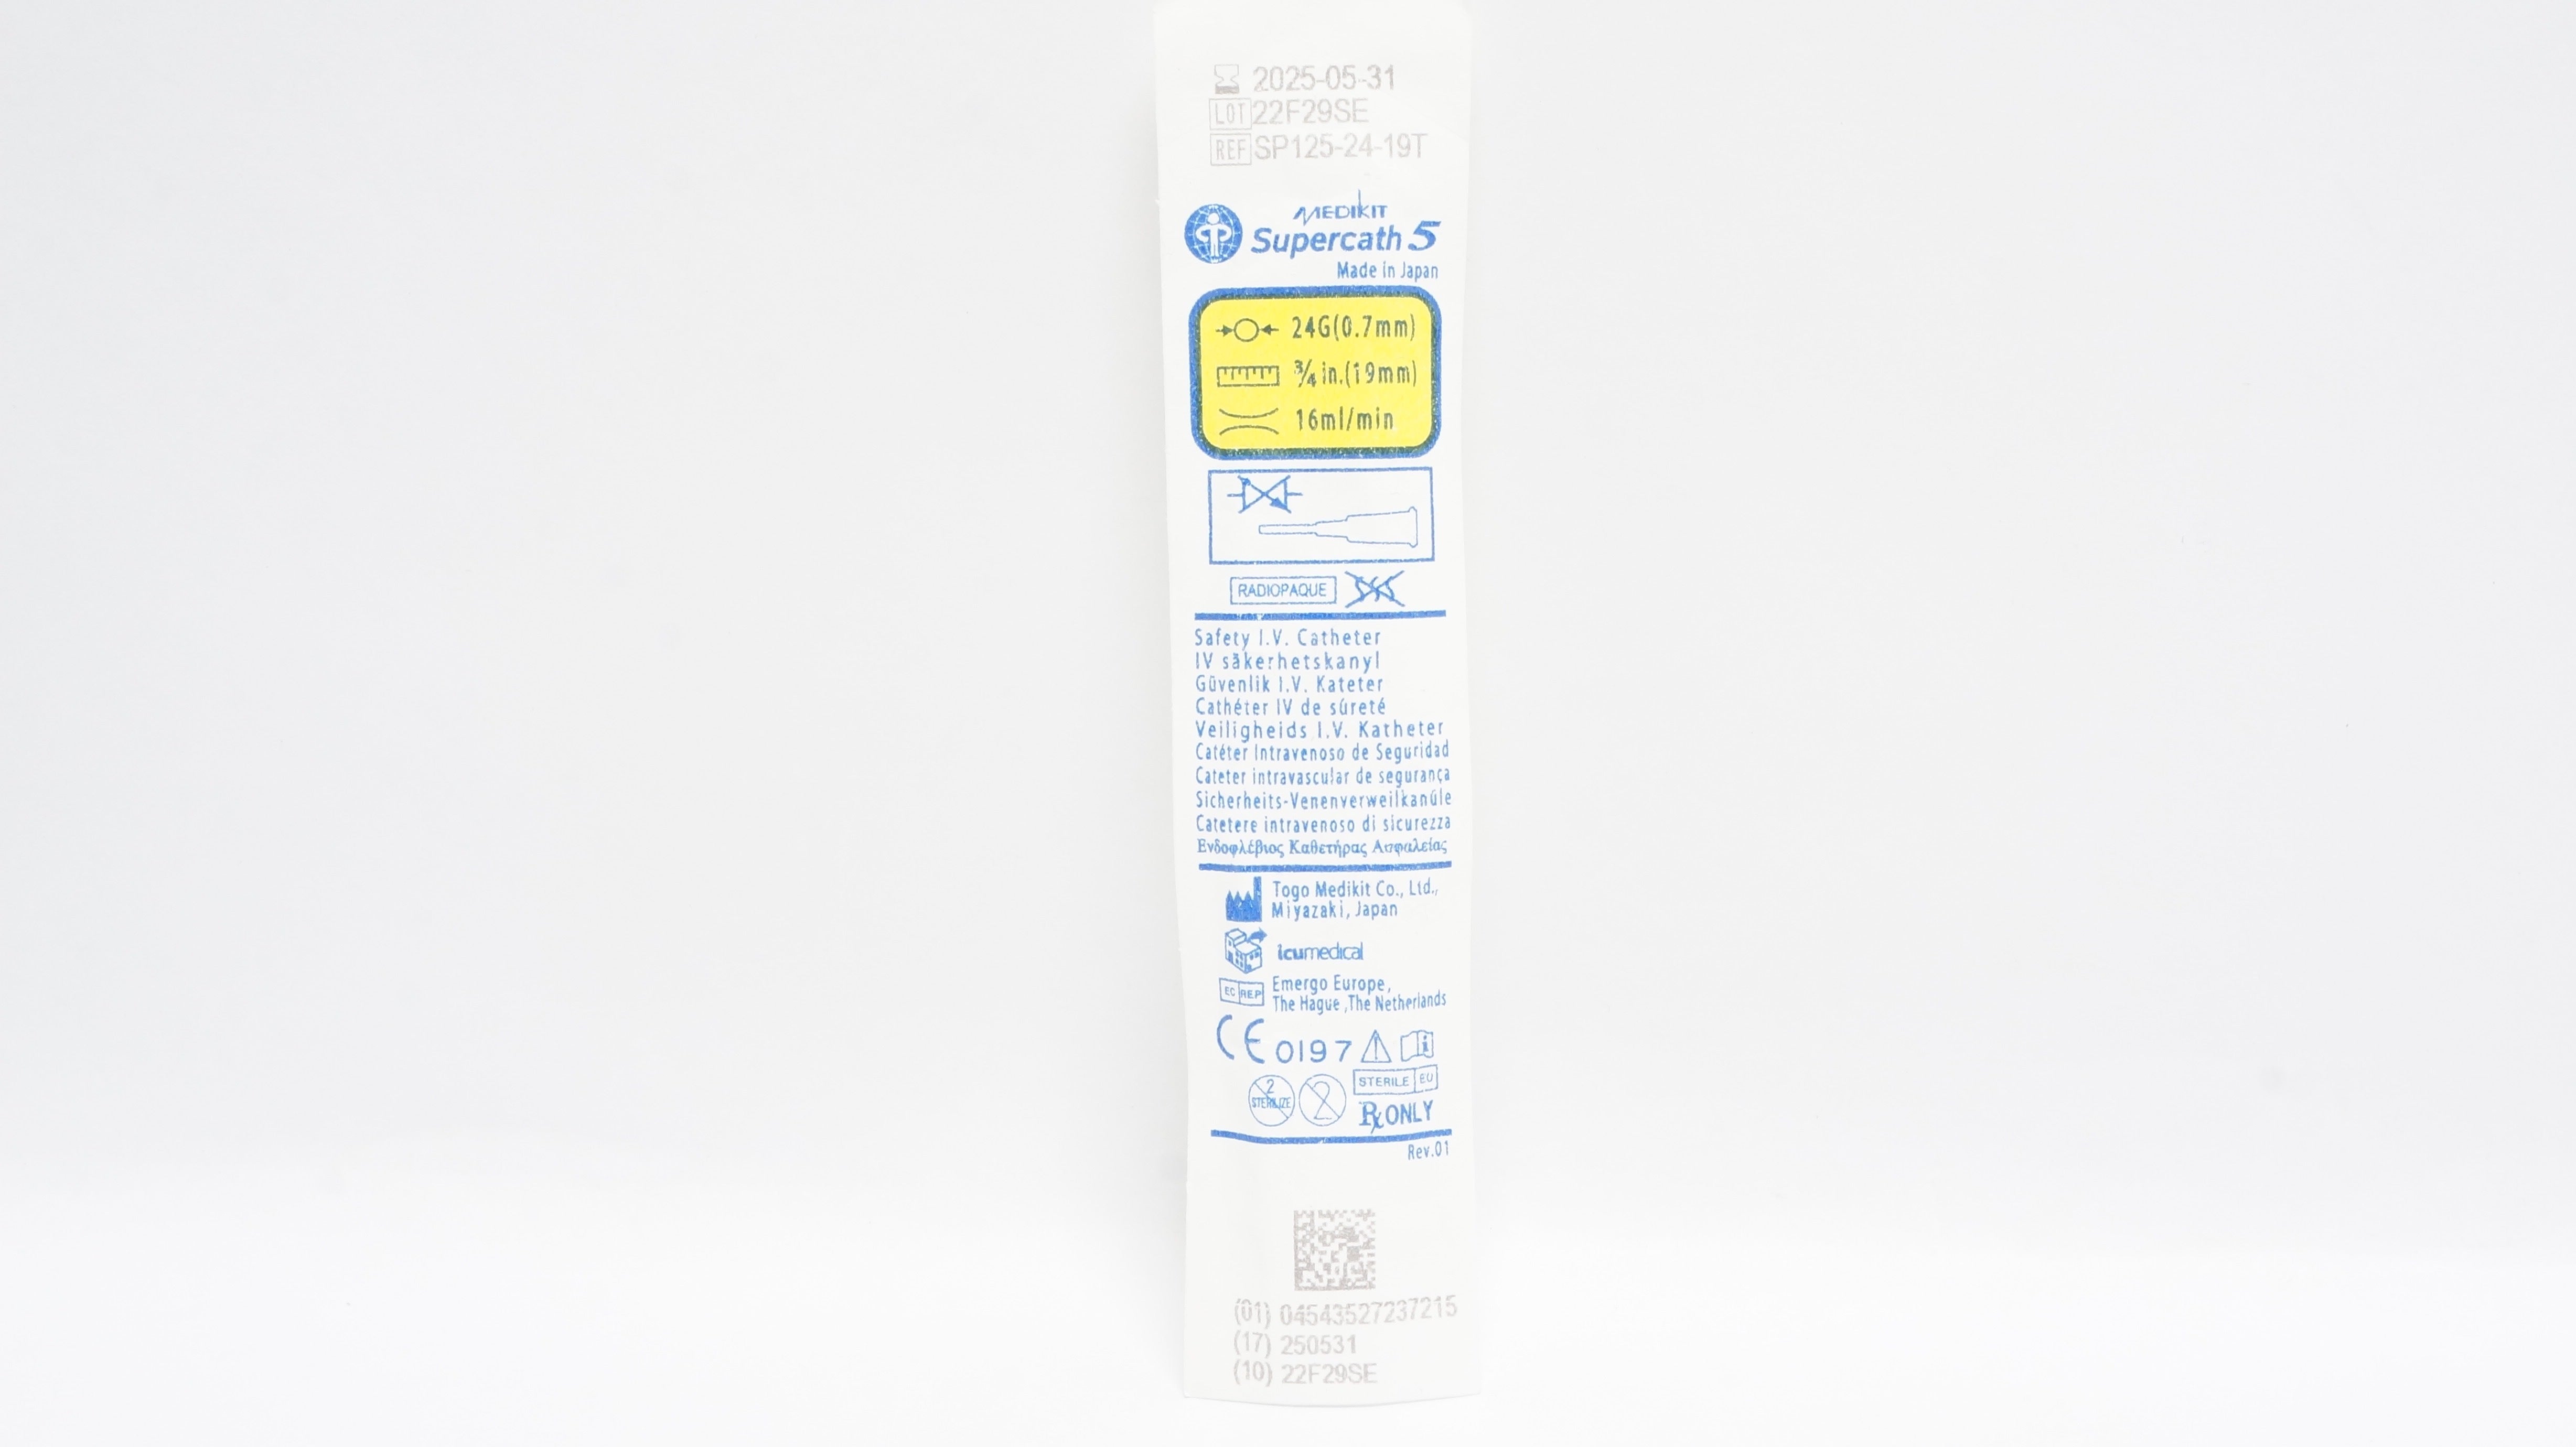 2025-05-31
LOT 22F29SE
REF SP125-24-19T
MEDIKIT
Supercath 5
Made in Japan
24G(0.7mm)
¾in.(19mm)
16ml/min
RADIOPAQUE
Safety I.V. Catheter
IV säkerhetskanyl
Güvenlik I.V. Kateter
Cathéter IV de sûreté
Veiligheids I.V. Katheter
Catéter Intravenoso de Seguridad
Cateter intravascular de segurança
Sicherheits-Venenverweilkanüle
Catetere intravenoso di sicurezza
Ενδοφλέβιος Καθετήρας Ασφαλείας
Togo Medikit Co., Ltd.,
Miyazaki, Japan
icumedical
EC REP Emergo Europe,
The Hague ,The Netherlands
CE 0197
2 STERILIZE 2 STERILE EO
Rx ONLY
Rev.01
(01) 04543527237215
(17) 250531
(10) 22F29SE